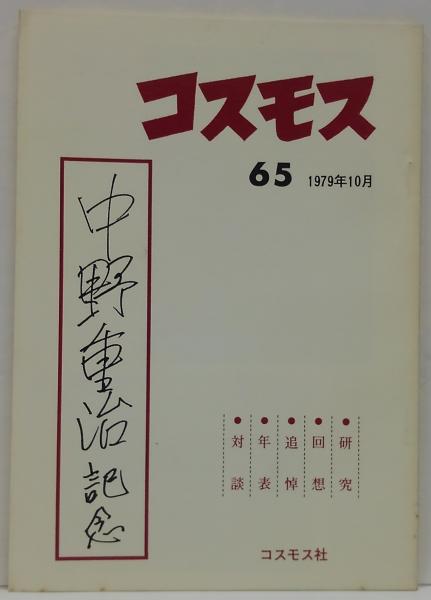 コスモス
65 1979年10月
中野重治記念
●研究
●回想
●追悼
●年表
●対談
コスモス社